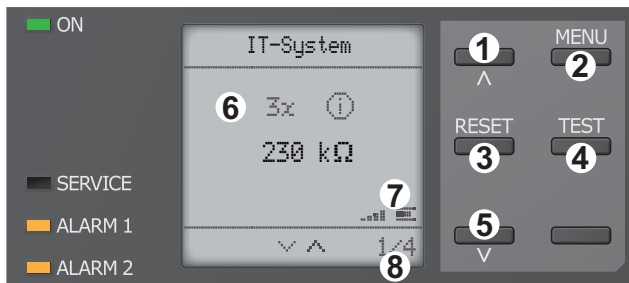 ON
IT-System
1
MENU
2
∧
6
3x
i
230 kΩ
RESET
3
TEST
4
SERVICE
7
ALARM 1
5
∨
∨ ∧
1/4
8
ALARM 2